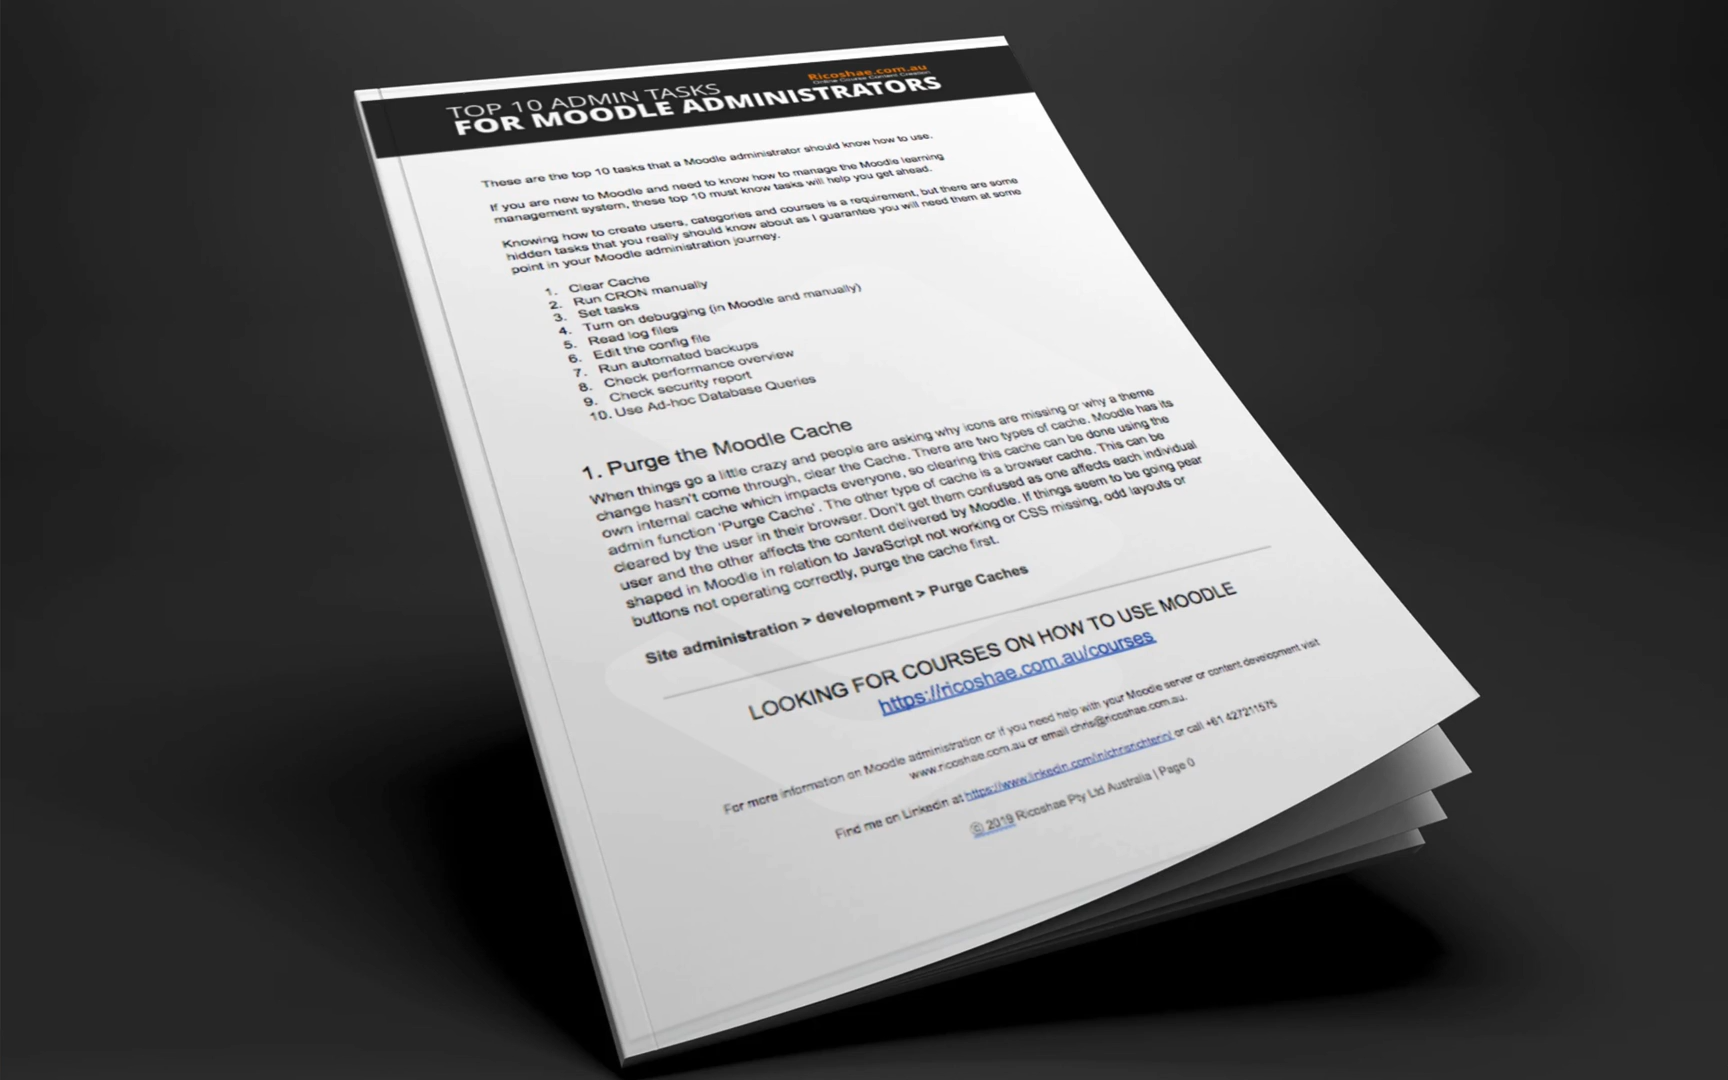 Ricoshae.com.au
Online Course Content Creation
TOP 10 ADMIN TASKS
FOR MOODLE ADMINISTRATORS
These are the top 10 tasks that a Moodle administrator should know how to use.
If you are new to Moodle and need to know how to manage the Moodle learning
management system, these top 10 must know tasks will help you get ahead.
Knowing how to create users, categories and courses is a requirement, but there are some
hidden tasks that you really should know about as I guarantee you will need them at some
point in your Moodle administration journey.
1. Clear Cache
2. Run CRON manually
3. Set tasks
4. Turn on debugging (in Moodle and manually)
5. Read log files
6. Edit the config file
7. Run automated backups
8. Check performance overview
9. Check security report
10. Use Ad-hoc Database Queries
1. Purge the Moodle Cache
When things go a little crazy and people are asking why icons are missing or why a theme
change hasn't come through, clear the Cache. There are two types of cache. Moodle has its
own internal cache which impacts everyone, so clearing this cache can be done using the
admin function 'Purge Cache'. The other type of cache is a browser cache. This can be
cleared by the user in their browser. Don't get them confused as one affects each individual
user and the other affects the content delivered by Moodle. If things seem to be going pear
shaped in Moodle in relation to JavaScript not working or CSS missing, odd layouts or
buttons not operating correctly, purge the cache first.
Site administration > development > Purge Caches
LOOKING FOR COURSES ON HOW TO USE MOODLE
https://ricoshae.com.au/courses
For more information on Moodle administration or if you need help with your Moodle server or content development visit
www.ricoshae.com.au or email chris@ricoshae.com.au.
Find me on Linkedin at https://www.linkedin.com/in/chrisrichterin/ or call +61 427211575
© 2019 Ricoshae Pty Ltd Australia | Page 0